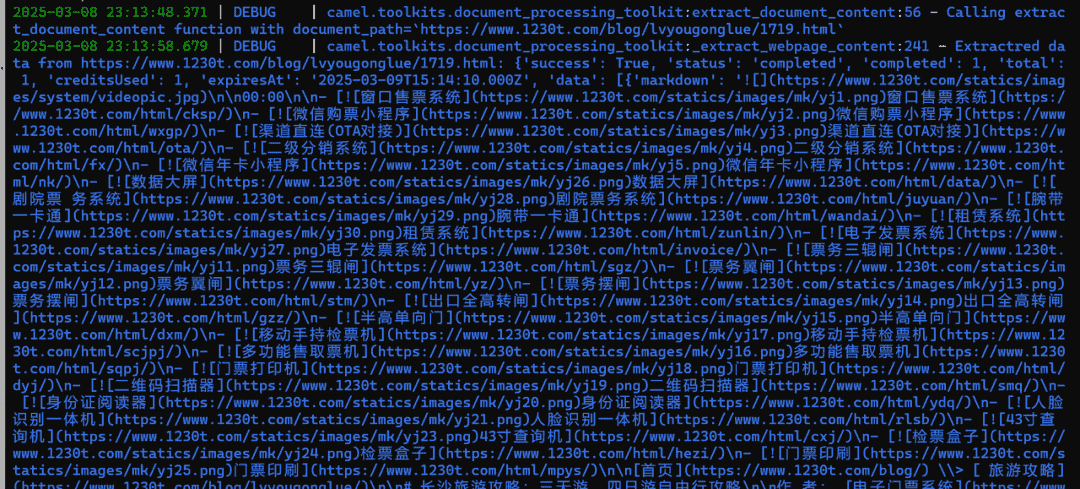 2025-03-08 23:13:48.371 | DEBUG    | camel.toolkits.document_processing_toolkit:extract_document_content:56 - Calling extrac
t_document_content function with document_path=`https://www.1230t.com/blog/lvyougonglue/1719.html`
2025-03-08 23:13:58.679 | DEBUG    | camel.toolkits.document_processing_toolkit:_extract_webpage_content:241 - Extractred da
ta from https://www.1230t.com/blog/lvyougonglue/1719.html: {'success': True, 'status': 'completed', 'completed': 1, 'total':
 1, 'creditsUsed': 1, 'expiresAt': '2025-03-09T15:14:10.000Z', 'data': [{'markdown': '![](https://www.1230t.com/statics/imag
es/system/videopic.jpg)\n\n00:00\n\n- [![窗口售票系统](https://www.1230t.com/statics/images/mk/yj1.png)窗口售票系统](https:/
/www.1230t.com/html/cksp/)\n- [![微信购票小程序](https://www.1230t.com/statics/images/mk/yj2.png)微信购票小程序](https://www
.1230t.com/html/wxgp/)\n- [![渠道直连(OTA对接)](https://www.1230t.com/statics/images/mk/yj3.png)渠道直连(OTA对接)](https://w
ww.1230t.com/html/ota/)\n- [![二级分销系统](https://www.1230t.com/statics/images/mk/yj4.png)二级分销系统](https://www.1230t.
com/html/fx/)\n- [![微信年卡小程序](https://www.1230t.com/statics/images/mk/yj5.png)微信年卡小程序](https://www.1230t.com/ht
ml/nk/)\n- [![数据大屏](https://www.1230t.com/statics/images/mk/yj26.png)数据大屏](https://www.1230t.com/html/data/)\n- [![
剧院票 务系统](https://www.1230t.com/statics/images/mk/yj28.png)剧院票务系统](https://www.1230t.com/html/juyuan/)\n- [![腕带
一卡通](https://www.1230t.com/statics/images/mk/yj29.png)腕带一卡通](https://www.1230t.com/html/wandai/)\n- [![租赁系统](htt
ps://www.1230t.com/statics/images/mk/yj30.png)租赁系统](https://www.1230t.com/html/zunlin/)\n- [![电子发票系统](https://www.
1230t.com/statics/images/mk/yj27.png)电子发票系统](https://www.1230t.com/html/invoice/)\n- [![票务三辊闸](https://www.1230t.
com/statics/images/mk/yj11.png)票务三辊闸](https://www.1230t.com/html/sgz/)\n- [![票务翼闸](https://www.1230t.com/statics/im
ages/mk/yj12.png)票务翼闸](https://www.1230t.com/html/yz/)\n- [![票务摆闸](https://www.1230t.com/statics/images/mk/yj13.png)
票务摆闸](https://www.1230t.com/html/stm/)\n- [![出口全高转闸](https://www.1230t.com/statics/images/mk/yj14.png)出口全高转闸
](https://www.1230t.com/html/gzz/)\n- [![半高单向门](https://www.1230t.com/statics/images/mk/yj15.png)半高单向门](https://ww
w.1230t.com/html/dxm/)\n- [![移动手持检票机](https://www.1230t.com/statics/images/mk/yj17.png)移动手持检票机](https://www.12
30t.com/html/scjpj/)\n- [![多功能售取票机](https://www.1230t.com/statics/images/mk/yj16.png)多功能售取票机](https://www.1230
t.com/html/sqpj/)\n- [![门票打印机](https://www.1230t.com/statics/images/mk/yj18.png)门票打印机](https://www.1230t.com/html/
dyj/)\n- [![二维码扫描器](https://www.1230t.com/statics/images/mk/yj19.png)二维码扫描器](https://www.1230t.com/html/smq/)\n-
 [![身份证阅读器](https://www.1230t.com/statics/images/mk/yj20.png)身份证阅读器](https://www.1230t.com/html/ydq/)\n- [![人脸
识别一体机](https://www.1230t.com/statics/images/mk/yj21.png)人脸识别一体机](https://www.1230t.com/html/rlsb/)\n- [![43寸查
询机](https://www.1230t.com/statics/images/mk/yj23.png)43寸查询机](https://www.1230t.com/html/cxj/)\n- [![检票盒子](https://
www.1230t.com/statics/images/mk/yj24.png)检票盒子](https://www.1230t.com/html/hezi/)\n- [![门票印刷](https://www.1230t.com/s
tatics/images/mk/yj25.png)门票印刷](https://www.1230t.com/html/mpys/)\n\n[首页](https://www.1230t.com/blog/) \\> [ 旅游攻略]
(https://www.1230t.com/blog/lvyougonglue/)\n\n# 长沙旅游攻略：三天游、四日游自由行攻略\n\n作 者： [电子门票系统](https://www.